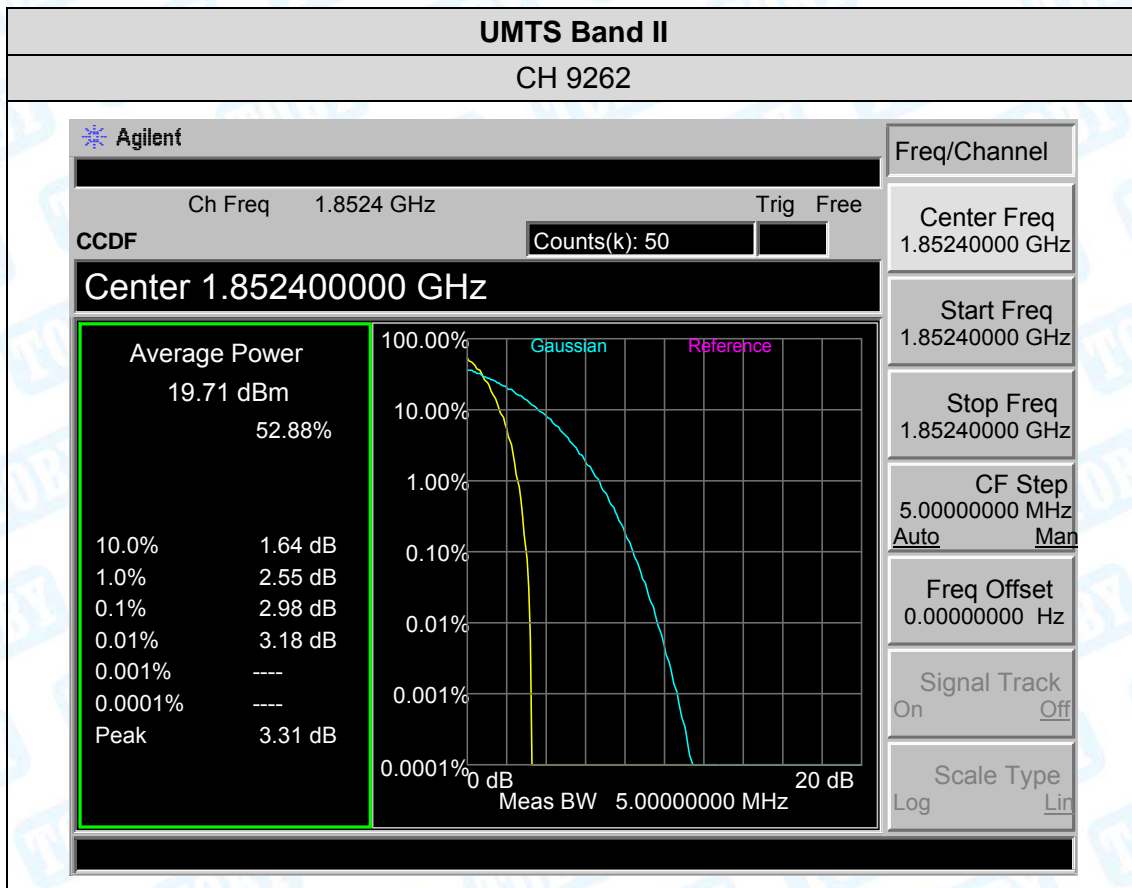 UMTS Band II
CH 9262
Agilent
Ch Freq 1.8524 GHz Trig Free
CCDF Counts(k): 50
Center 1.852400000 GHz
Average Power
19.71 dBm
52.88%
10.0% 1.64 dB
1.0% 2.55 dB
0.1% 2.98 dB
0.01% 3.18 dB
0.001% ----
0.0001% ----
Peak 3.31 dB
Gaussian Reference
100.00%
10.00%
1.00%
0.10%
0.01%
0.001%
0.0001%
0 dB 20 dB
Meas BW 5.00000000 MHz
Freq/Channel
Center Freq
1.85240000 GHz
Start Freq
1.85240000 GHz
Stop Freq
1.85240000 GHz
CF Step
5.00000000 MHz
Auto Man
Freq Offset
0.00000000 Hz
Signal Track
On Off
Scale Type
Log Lin